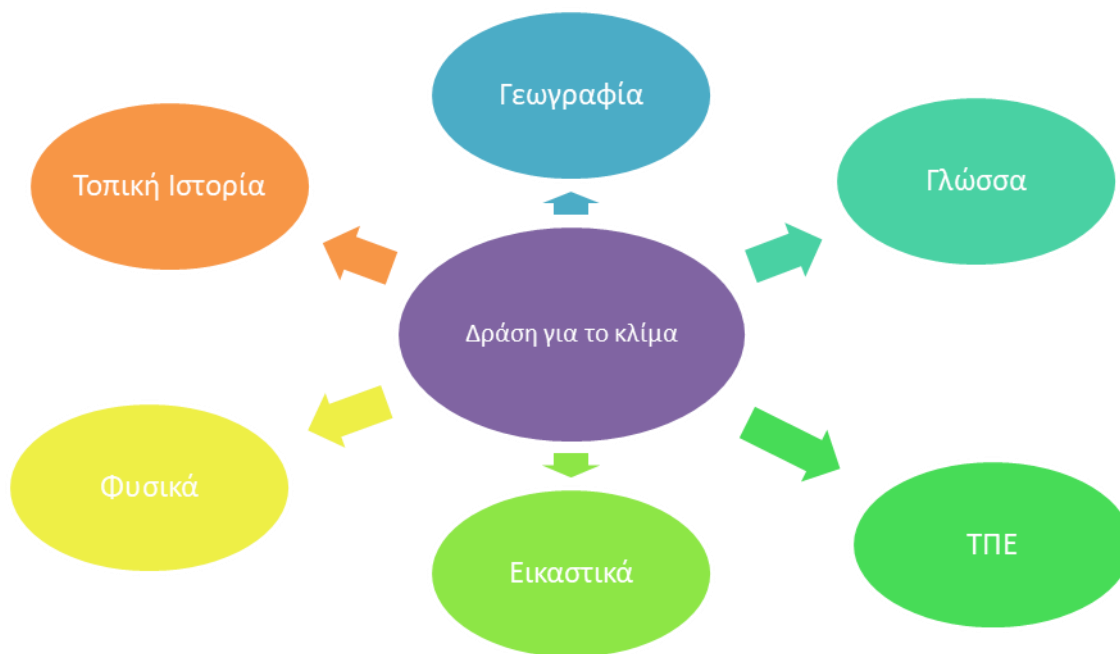 Γεωγραφία
Τοπική Ιστορία
Γλώσσα
Δράση για το κλίμα
Φυσικά
Εικαστικά
ΤΠΕ